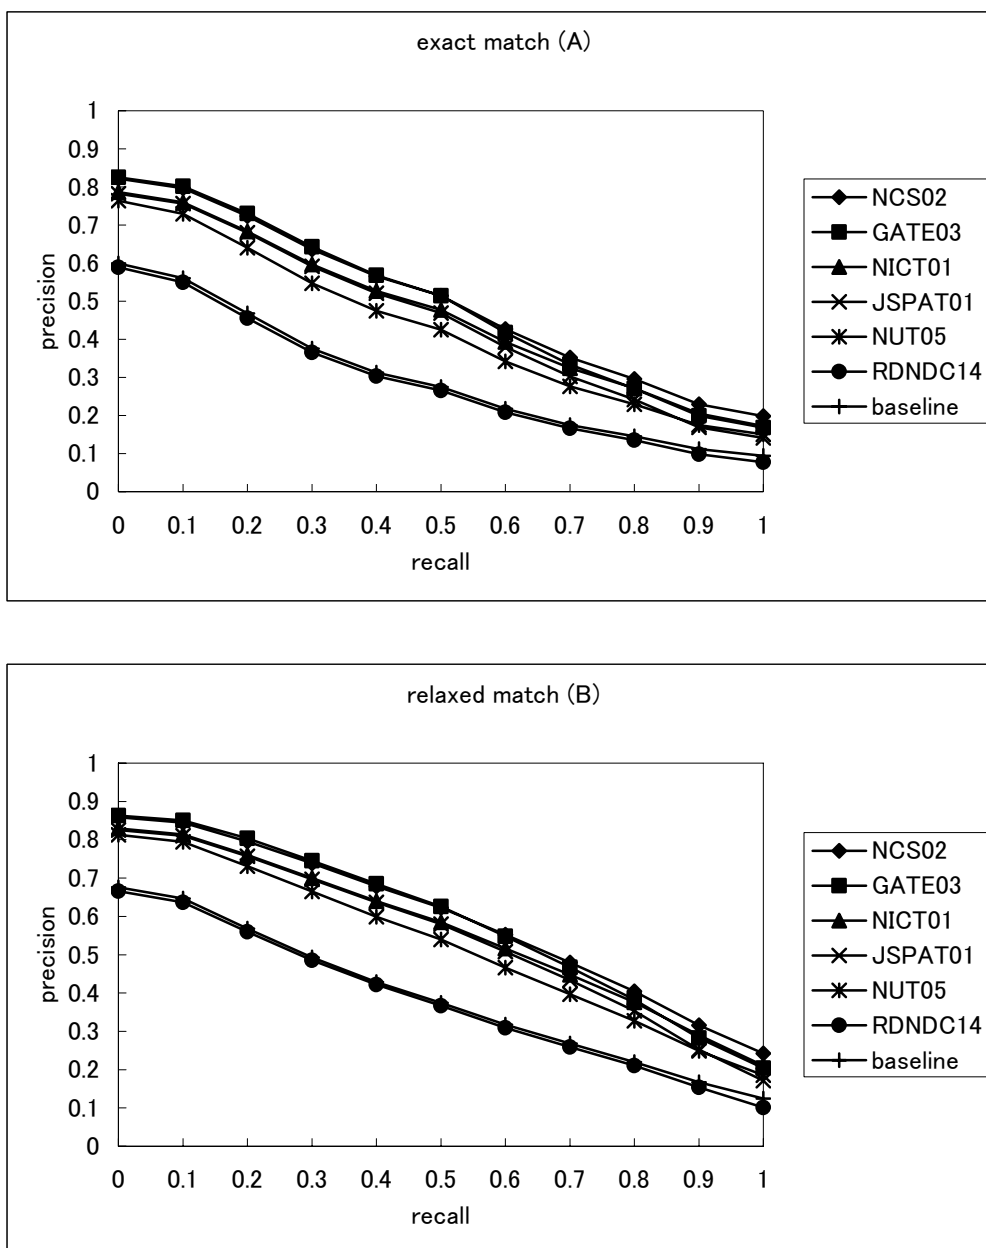 exact match (A)
1
0.9
0.8
0.7
0.6
0.5
0.4
0.3
0.2
0.1
0
precision
0 0.1 0.2 0.3 0.4 0.5 0.6 0.7 0.8 0.9 1
recall
NCS02
GATE03
NICT01
JSPAT01
NUT05
RDNDC14
baseline
relaxed match (B)
1
0.9
0.8
0.7
0.6
0.5
0.4
0.3
0.2
0.1
0
precision
0 0.1 0.2 0.3 0.4 0.5 0.6 0.7 0.8 0.9 1
recall
NCS02
GATE03
NICT01
JSPAT01
NUT05
RDNDC14
baseline